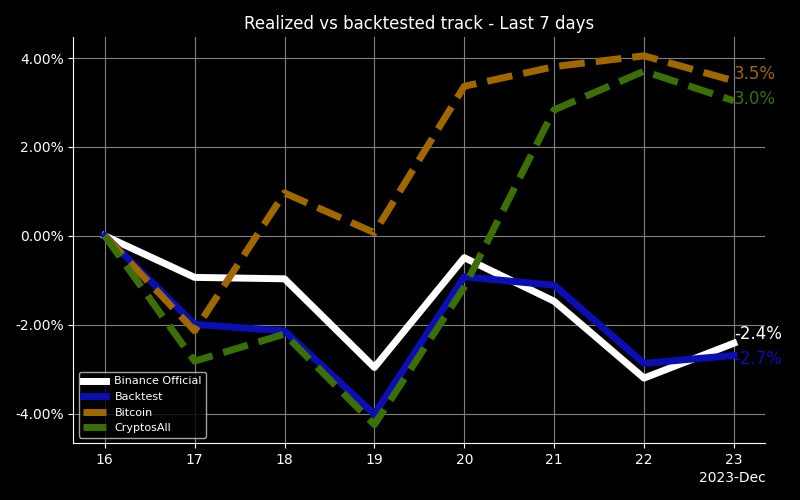 Realized vs backtested track - Last 7 days
4.00%
2.00%
0.00%
-2.00%
-4.00%
3.5%
3.0%
-2.4%
-2.7%
Binance Official
Backtest
Bitcoin
CryptosAll
16 17 18 19 20 21 22 23
2023-Dec